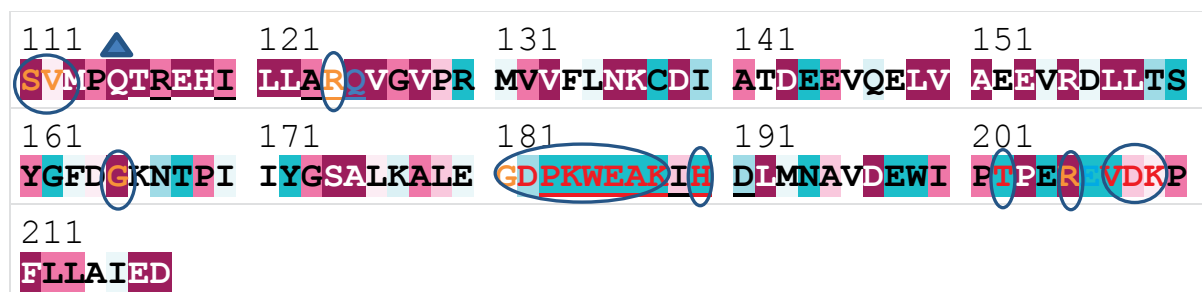 111 121 131 141 151
SVMPQTREHI LLARQVGVPR MVVFLNKCDI ATDEEVQELV AEEVRDLLTS
161 171 181 191 201
YGFDGKNTPI IYGSALKALE GDPKWEAKIH DLMNAVDEWI PTPEREVDKP
211
FLLAIED